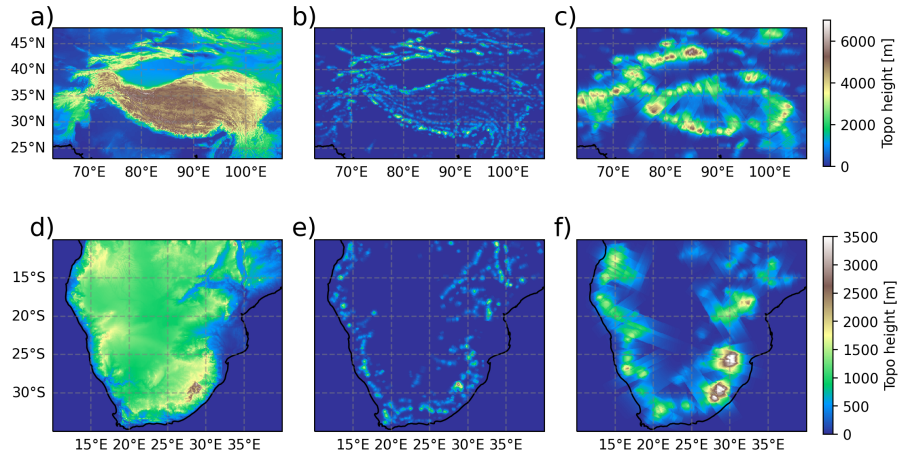 a)
b)
c)
45°N
40°N
35°N
30°N
25°N
70°E 80°E 90°E 100°E
70°E 80°E 90°E 100°E
70°E 80°E 90°E 100°E
6000
4000
2000
0
Topo height [m]
d)
e)
f)
15°S
20°S
25°S
30°S
15°E 20°E 25°E 30°E 35°E
15°E 20°E 25°E 30°E 35°E
15°E 20°E 25°E 30°E 35°E
3500
3000
2500
2000
1500
1000
500
0
Topo height [m]